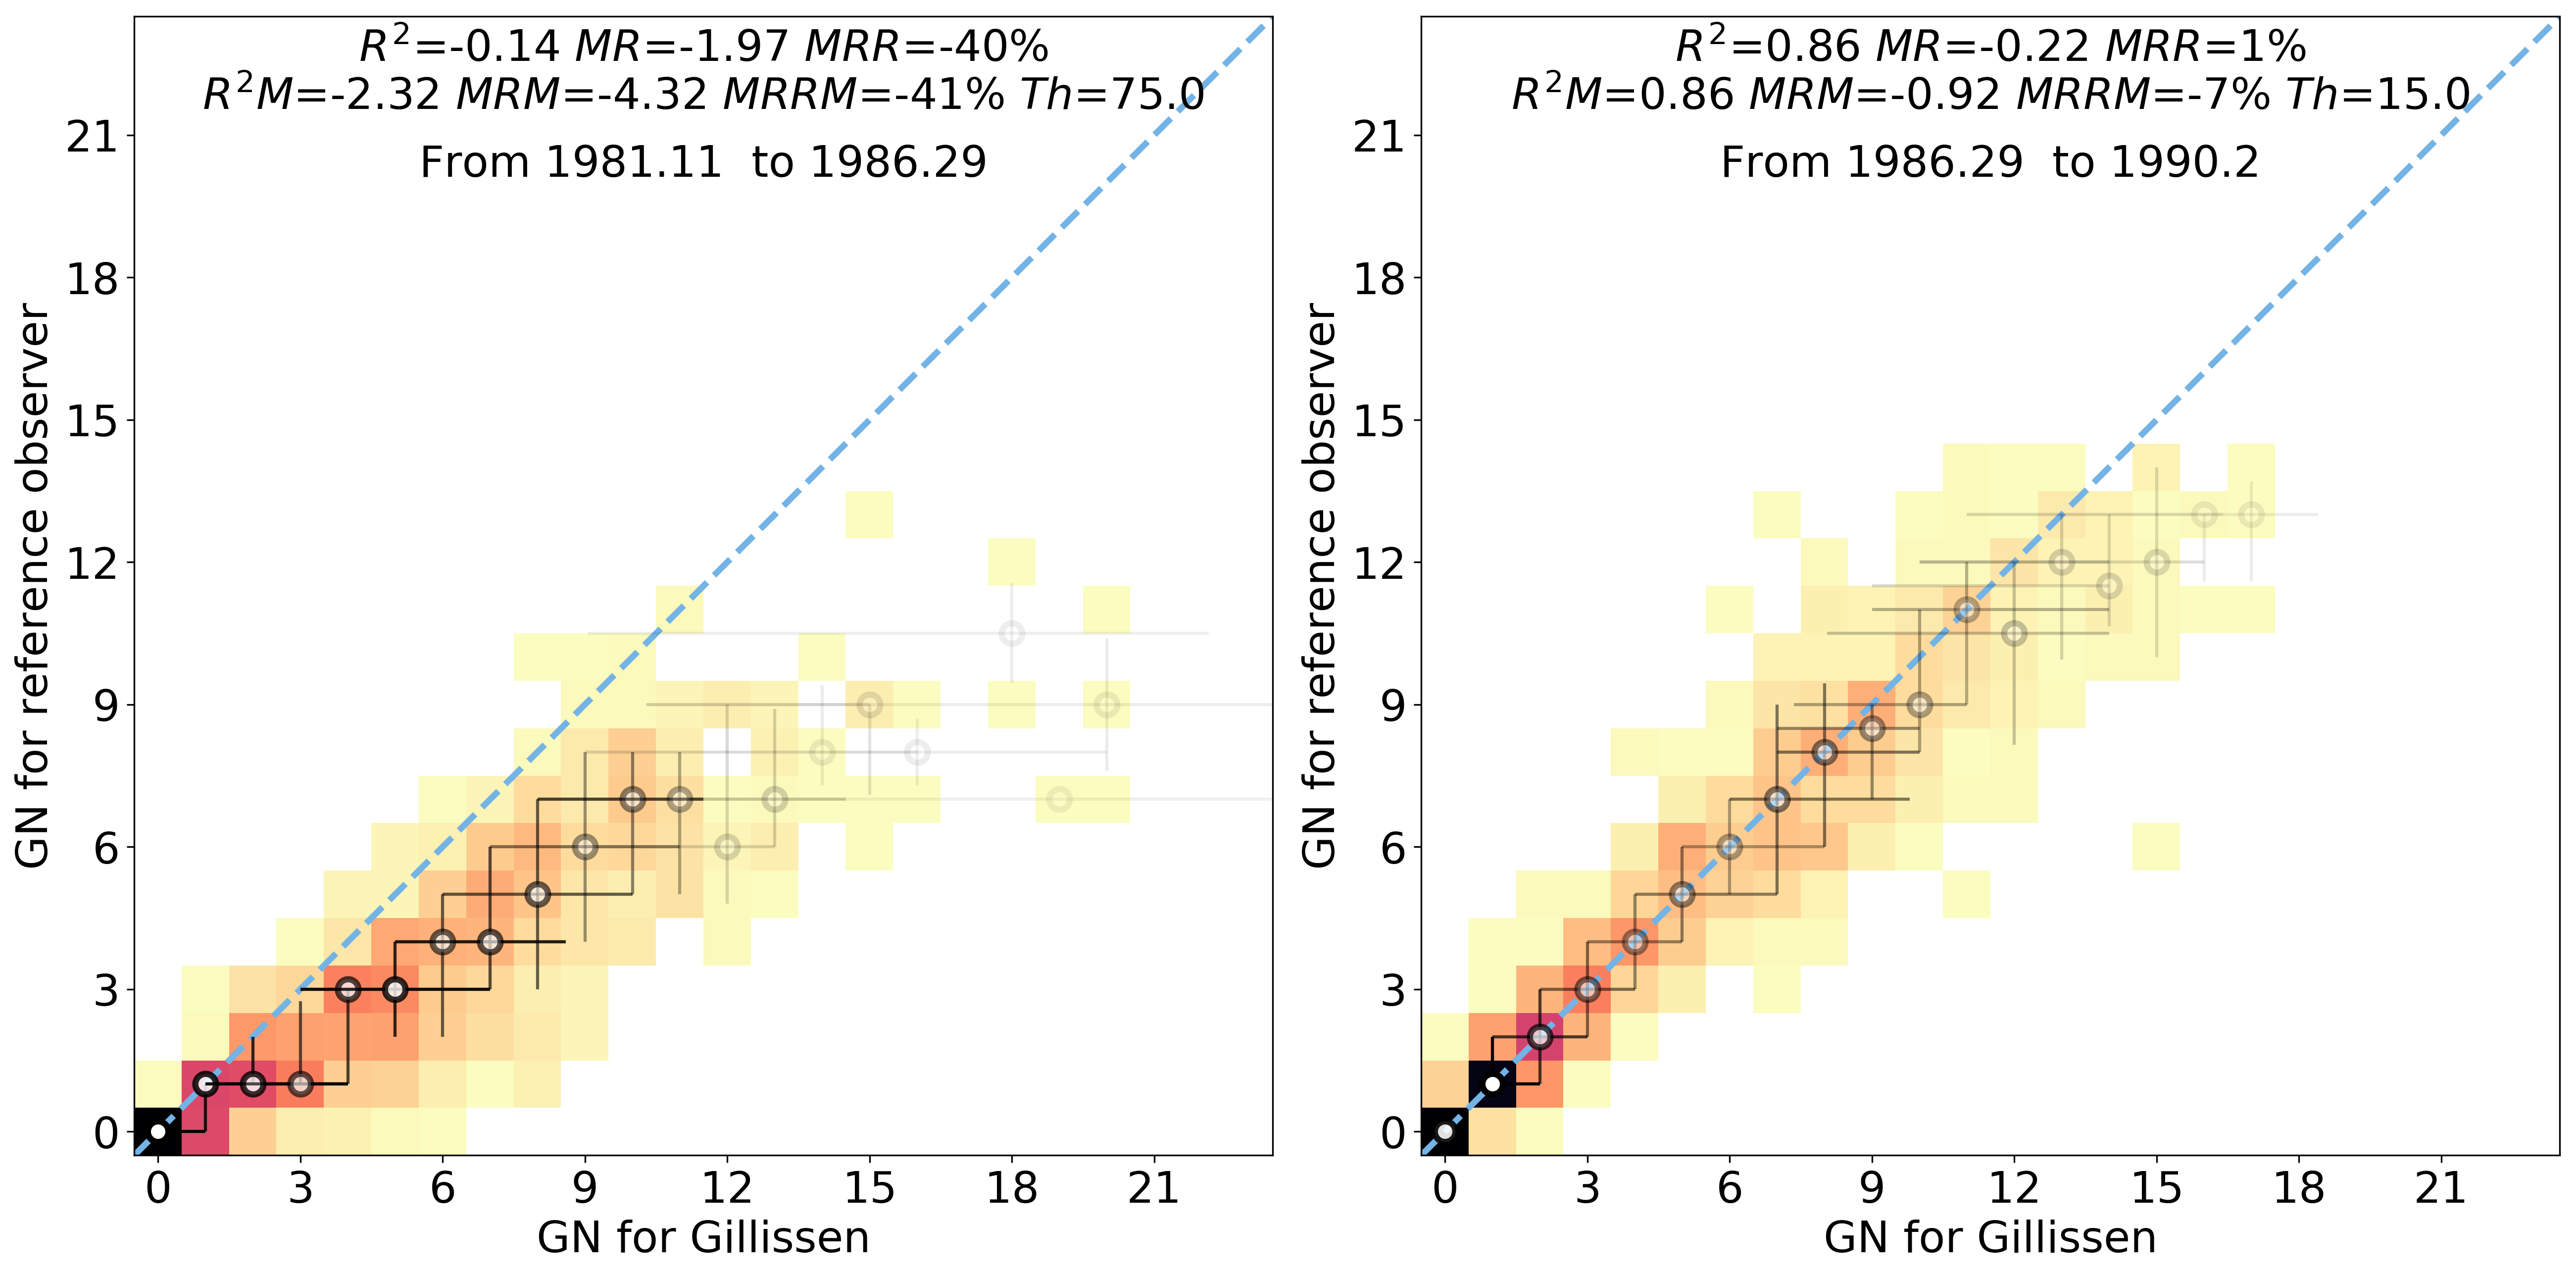 R²=-0.14 MR=-1.97 MRR=-40%
R²M=-2.32 MRM=-4.32 MRRM=-41% Th=75.0
From 1981.11  to 1986.29
GN for reference observer
21
18
15
12
9
6
3
0
0 3 6 9 12 15 18 21
GN for Gillissen
R²=0.86 MR=-0.22 MRR=1%
R²M=0.86 MRM=-0.92 MRRM=-7% Th=15.0
From 1986.29  to 1990.2
GN for reference observer
21
18
15
12
9
6
3
0
0 3 6 9 12 15 18 21
GN for Gillissen